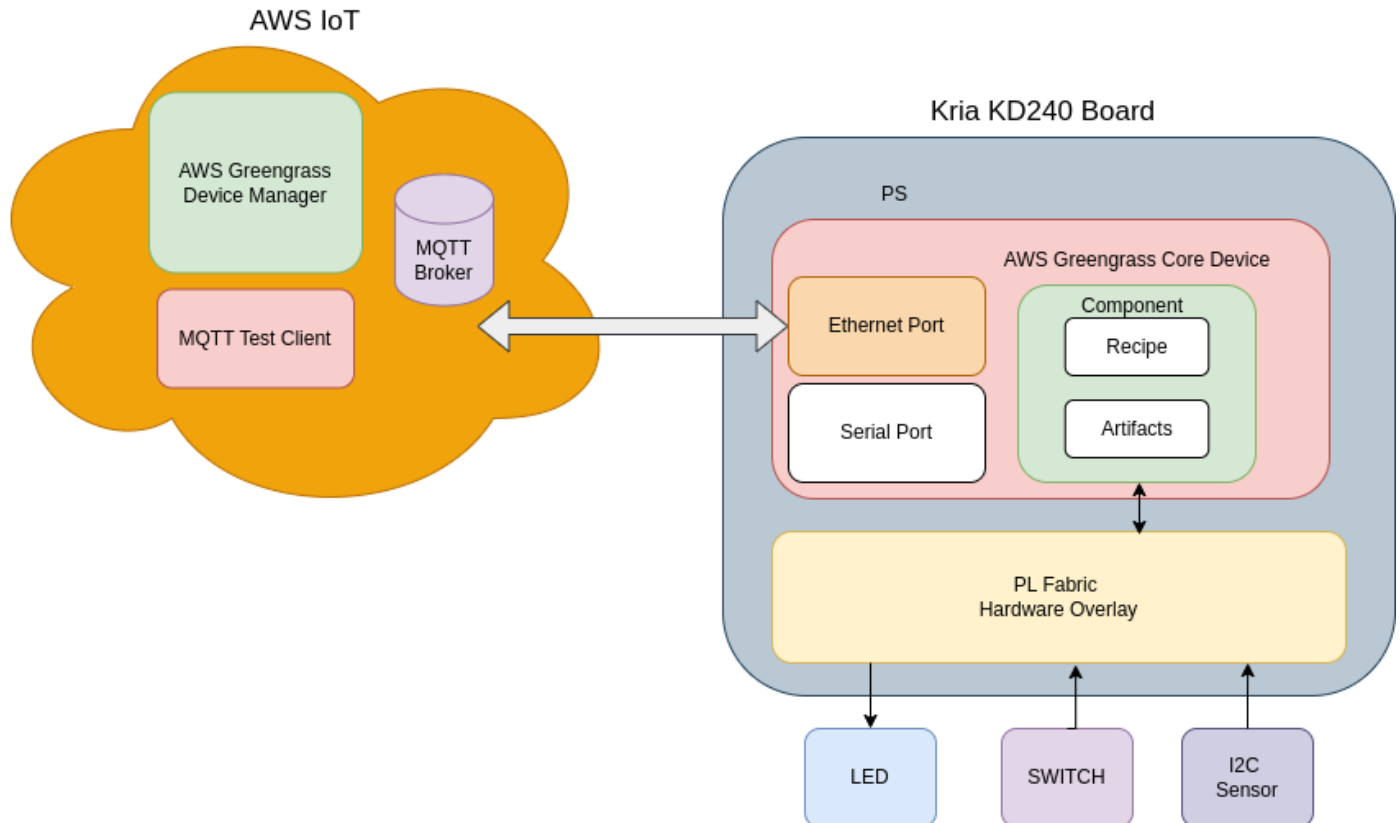 AWS IoT
AWS Greengrass
Device Manager
MQTT
Broker
MQTT Test Client
Kria KD240 Board
PS
AWS Greengrass Core Device
Ethernet Port
Serial Port
Component
Recipe
Artifacts
PL Fabric
Hardware Overlay
LED
SWITCH
I2C
Sensor